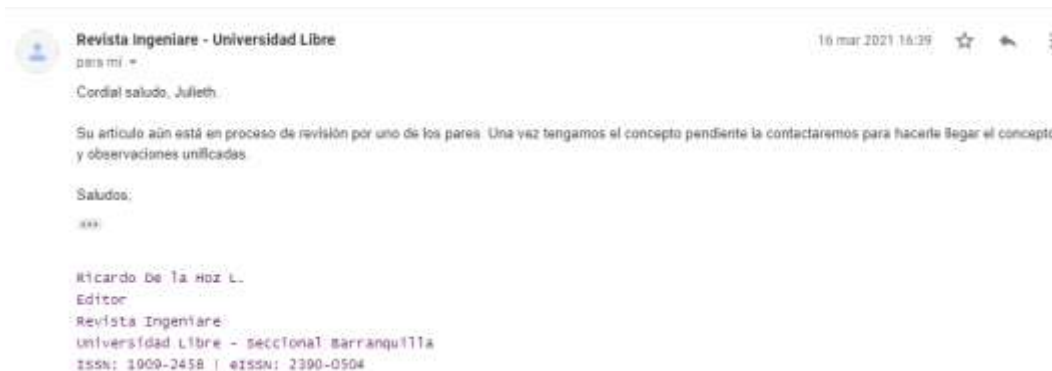 Revista Ingeniare - Universidad Libre
16 mar 2021 16:39
para mí
Cordial saludo, Julieth.
Su artículo aún está en proceso de revisión por uno de los pares. Una vez tengamos el concepto pendiente la contactaremos para hacerle llegar el concepto
y observaciones unificadas.
Saludos,
Ricardo De la Hoz L.
Editor
Revista Ingeniare
Universidad Libre - Seccional Barranquilla
ISSN: 1909-2458 | eISSN: 2390-0504